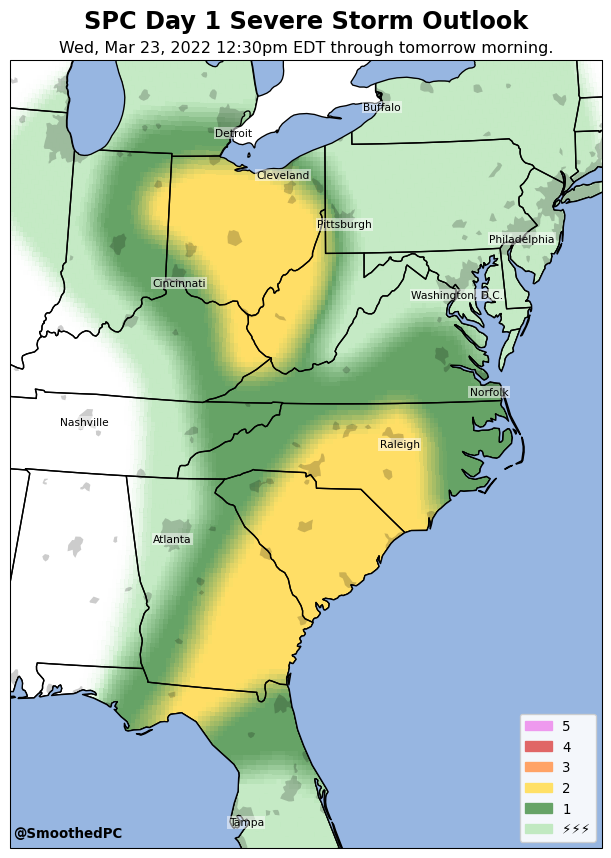 SPC Day 1 Severe Storm Outlook
Wed, Mar 23, 2022 12:30pm EDT through tomorrow morning.
Buffalo
Detroit
Cleveland
Pittsburgh
Philadelphia
Cincinnati
Washington, D.C.
Norfolk
Nashville
Raleigh
Atlanta
5
4
3
2
1
⚡⚡⚡
Tampa
@SmoothedPC